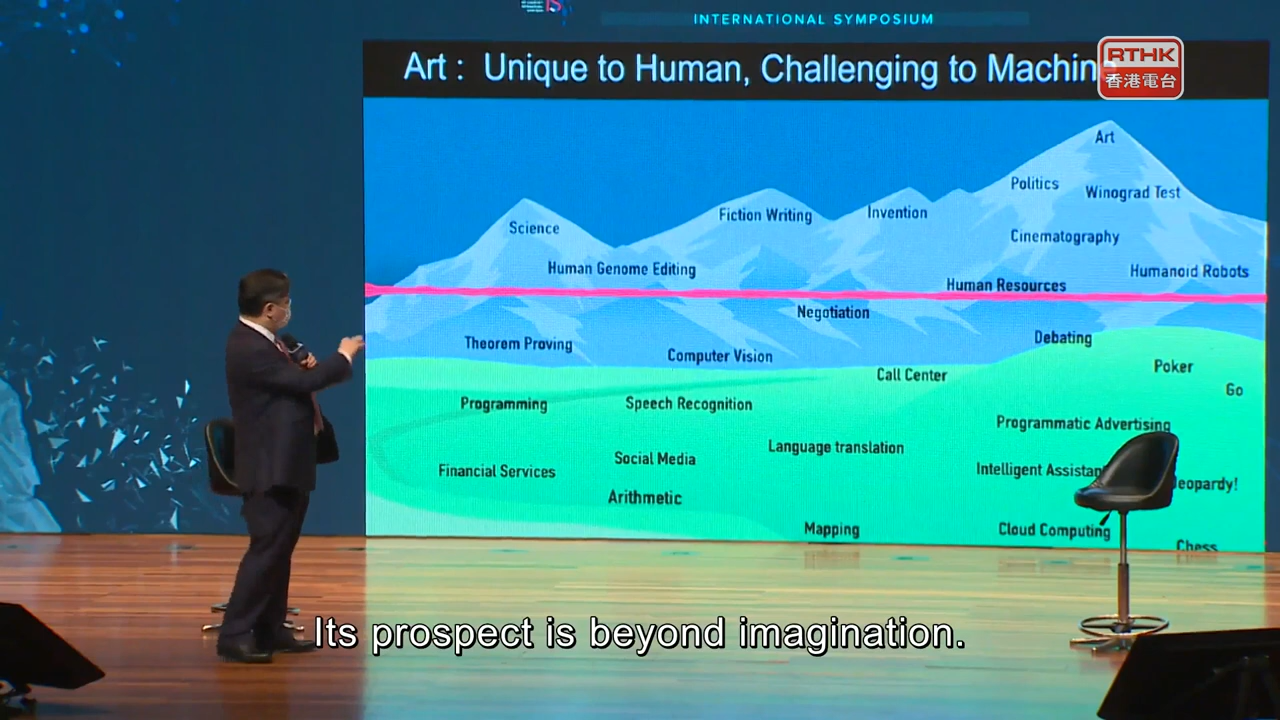 INTERNATIONAL SYMPOSIUM
Art : Unique to Human, Challenging to Machin
RTHK
香港電台
Art
Politics
Winograd Test
Science
Fiction Writing
Invention
Cinematography
Human Genome Editing
Humanoid Robots
Human Resources
Negotiation
Theorem Proving
Computer Vision
Debating
Call Center
Poker
Go
Programming
Speech Recognition
Programmatic Advertising
Financial Services
Social Media
Language translation
Intelligent Assistan
Jeopardy!
Arithmetic
Mapping
Cloud Computing
Chess
Its prospect is beyond imagination.